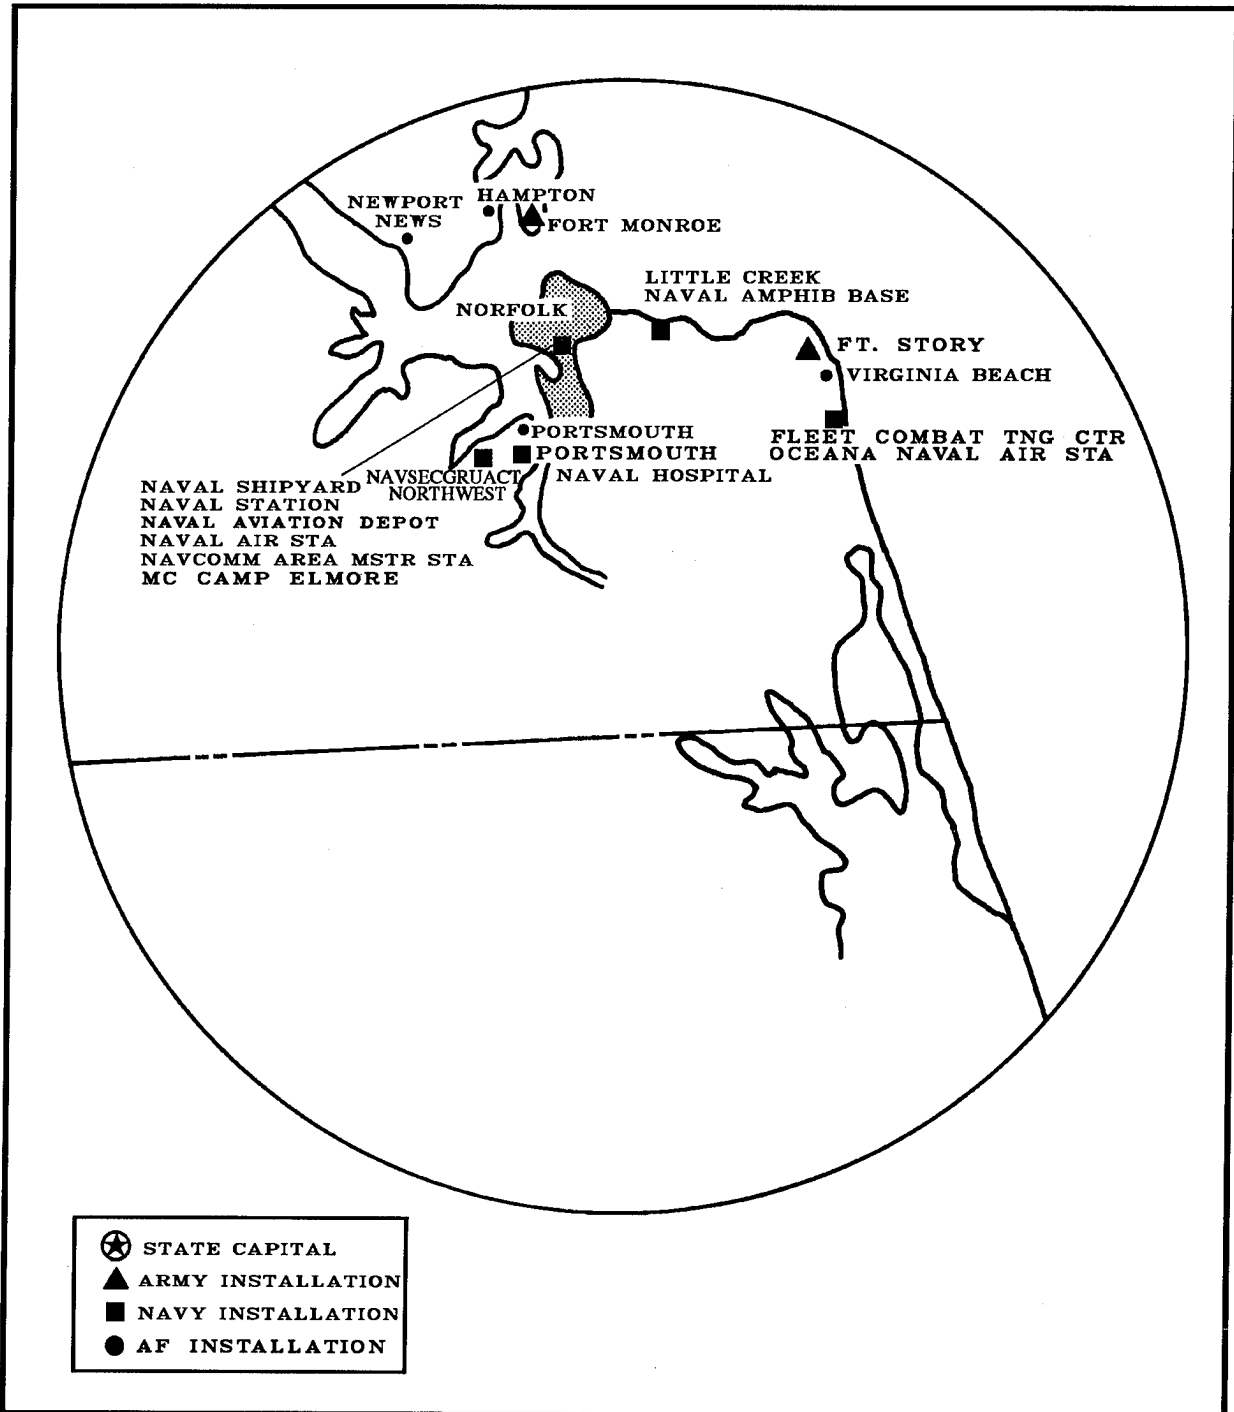 NEWPORT
NEWS
HAMPTON
FORT MONROE
LITTLE CREEK
NAVAL AMPHIB BASE
NORFOLK
FT. STORY
VIRGINIA BEACH
FLEET COMBAT TNG CTR
OCEANA NAVAL AIR STA
PORTSMOUTH
PORTSMOUTH
NAVAL HOSPITAL
NAVSECGRUACT
NORTHWEST
NAVAL SHIPYARD
NAVAL STATION
NAVAL AVIATION DEPOT
NAVAL AIR STA
NAVCOMM AREA MSTR STA
MC CAMP ELMORE
STATE CAPITAL
ARMY INSTALLATION
NAVY INSTALLATION
AF INSTALLATION